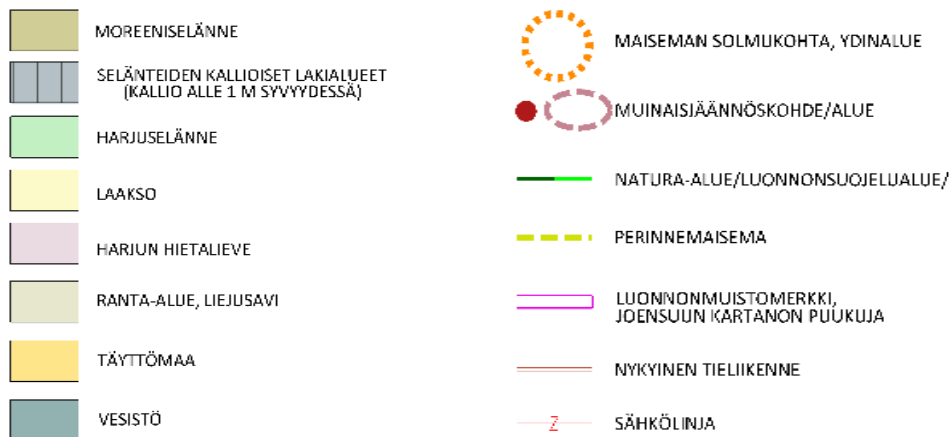 MOREENISELÄNNE
SELÄNTEIDEN KALLIOISET LAKIALUEET
(KALLIO ALLE 1 M SYVYYDESSÄ)
HARJUSELÄNNE
LAAKSO
HARJUN HIETALIEVE
RANTA-ALUE, LIEJUSAVI
TÄYTTÖMAA
VESISTÖ
MAISEMAN SOLMUKOHTA, YDINALUE
MUINAISJÄÄNNÖSKOHDE/ALUE
NATURA-ALUE/LUONNONSUOJELUALUE/
PERINNEMAISEMA
LUONNONMUISTOMERKKI,
JOENSUUN KARTANON PUUKUJA
NYKYINEN TIELIIKENNE
Z SÄHKÖLINJA